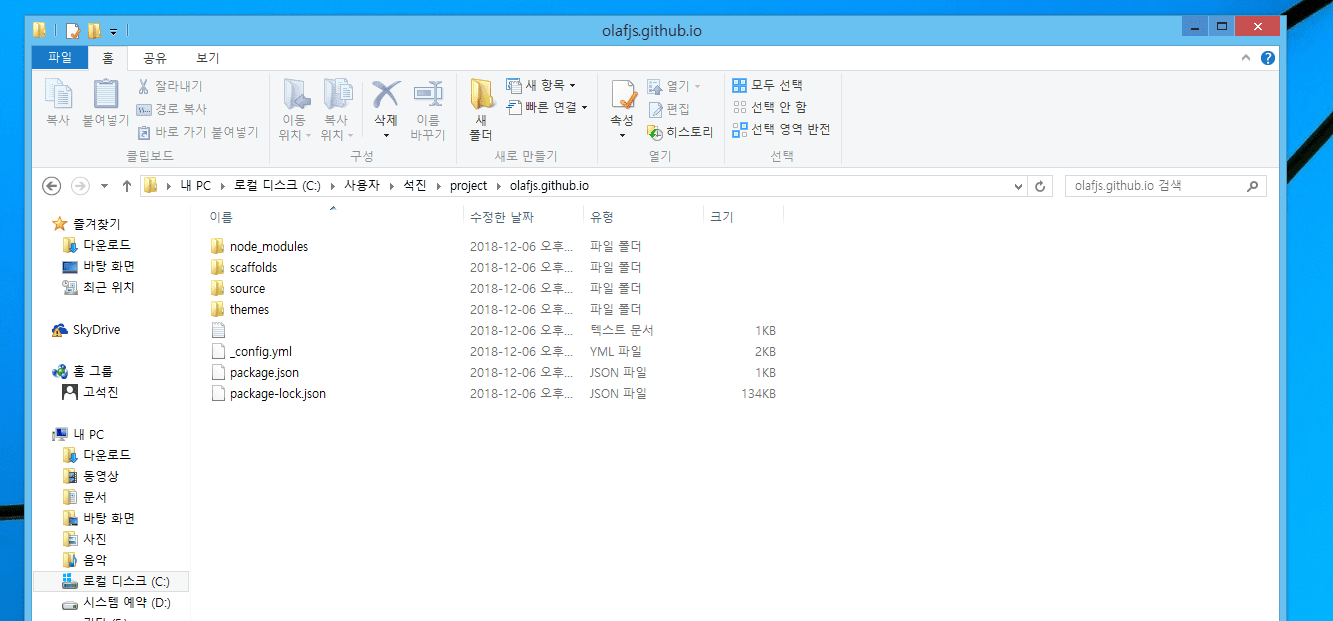 olafjs.github.io
파일 홈 공유 보기
복사
붙여넣기
잘라내기
경로 복사
바로 가기 붙여넣기
클립보드
이동 위치
복사 위치
삭제
이름 바꾸기
구성
새 폴더
새 항목
빠른 연결
새로 만들기
속성
열기
편집
히스토리
열기
모두 선택
선택 안 함
선택 영역 반전
선택
내 PC 로컬 디스크 (C:) 사용자 석진 project olafjs.github.io
olafjs.github.io 검색
즐겨찾기
다운로드
바탕 화면
최근 위치
SkyDrive
홈 그룹
고석진
내 PC
다운로드
동영상
문서
바탕 화면
사진
음악
로컬 디스크 (C:)
시스템 예약 (D:)
이름 수정한 날짜 유형 크기
node_modules 2018-12-06 오후... 파일 폴더
scaffolds 2018-12-06 오후... 파일 폴더
source 2018-12-06 오후... 파일 폴더
themes 2018-12-06 오후... 파일 폴더
2018-12-06 오후... 텍스트 문서 1KB
_config.yml 2018-12-06 오후... YML 파일 2KB
package.json 2018-12-06 오후... JSON 파일 1KB
package-lock.json 2018-12-06 오후... JSON 파일 134KB